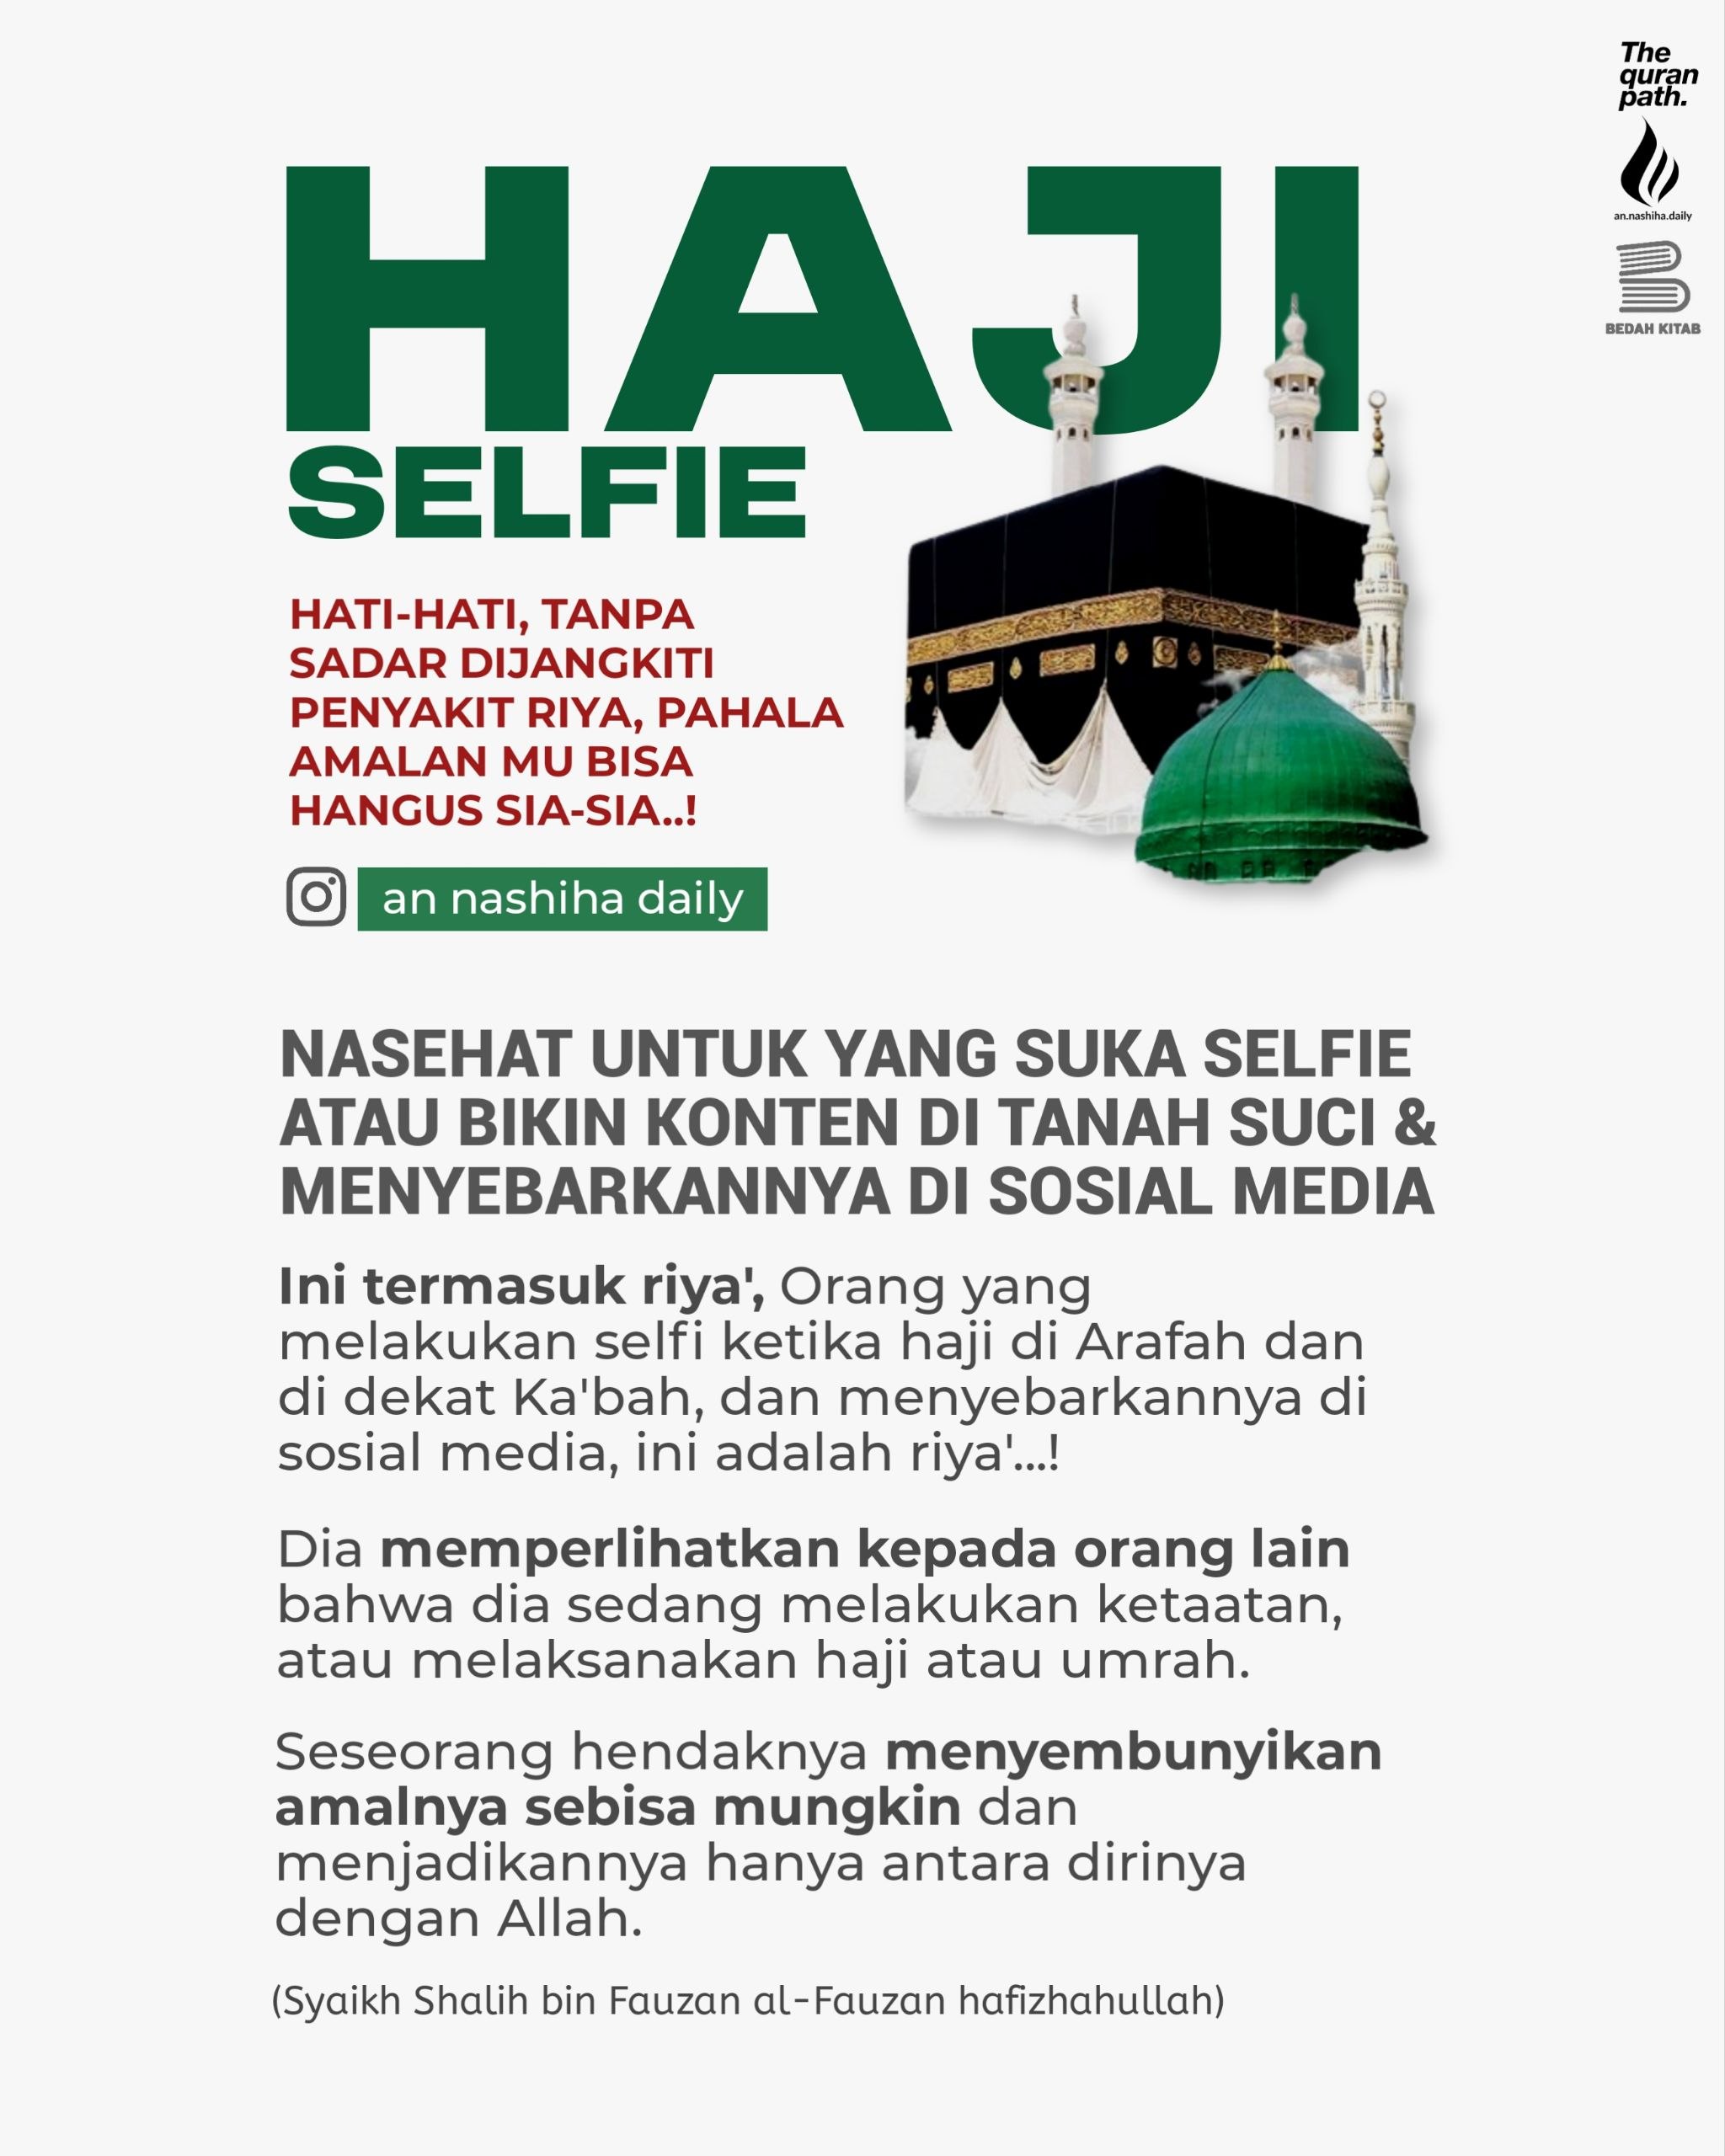 The
quran
path.
an.nashiha.daily
BEDAH KITAB
HAJI
SELFIE
HATI-HATI, TANPA
SADAR DIJANGKITI
PENYAKIT RIYA, PAHALA
AMALAN MU BISA
HANGUS SIA-SIA..!
an nashiha daily
NASEHAT UNTUK YANG SUKA SELFIE
ATAU BIKIN KONTEN DI TANAH SUCI &
MENYEBARKANNYA DI SOSIAL MEDIA
Ini termasuk riya', Orang yang
melakukan selfi ketika haji di Arafah dan
di dekat Ka'bah, dan menyebarkannya di
sosial media, ini adalah riya'...!
Dia memperlihatkan kepada orang lain
bahwa dia sedang melakukan ketaatan,
atau melaksanakan haji atau umrah.
Seseorang hendaknya menyembunyikan
amalnya sebisa mungkin dan
menjadikannya hanya antara dirinya
dengan Allah.
(Syaikh Shalih bin Fauzan al-Fauzan hafizhahullah)